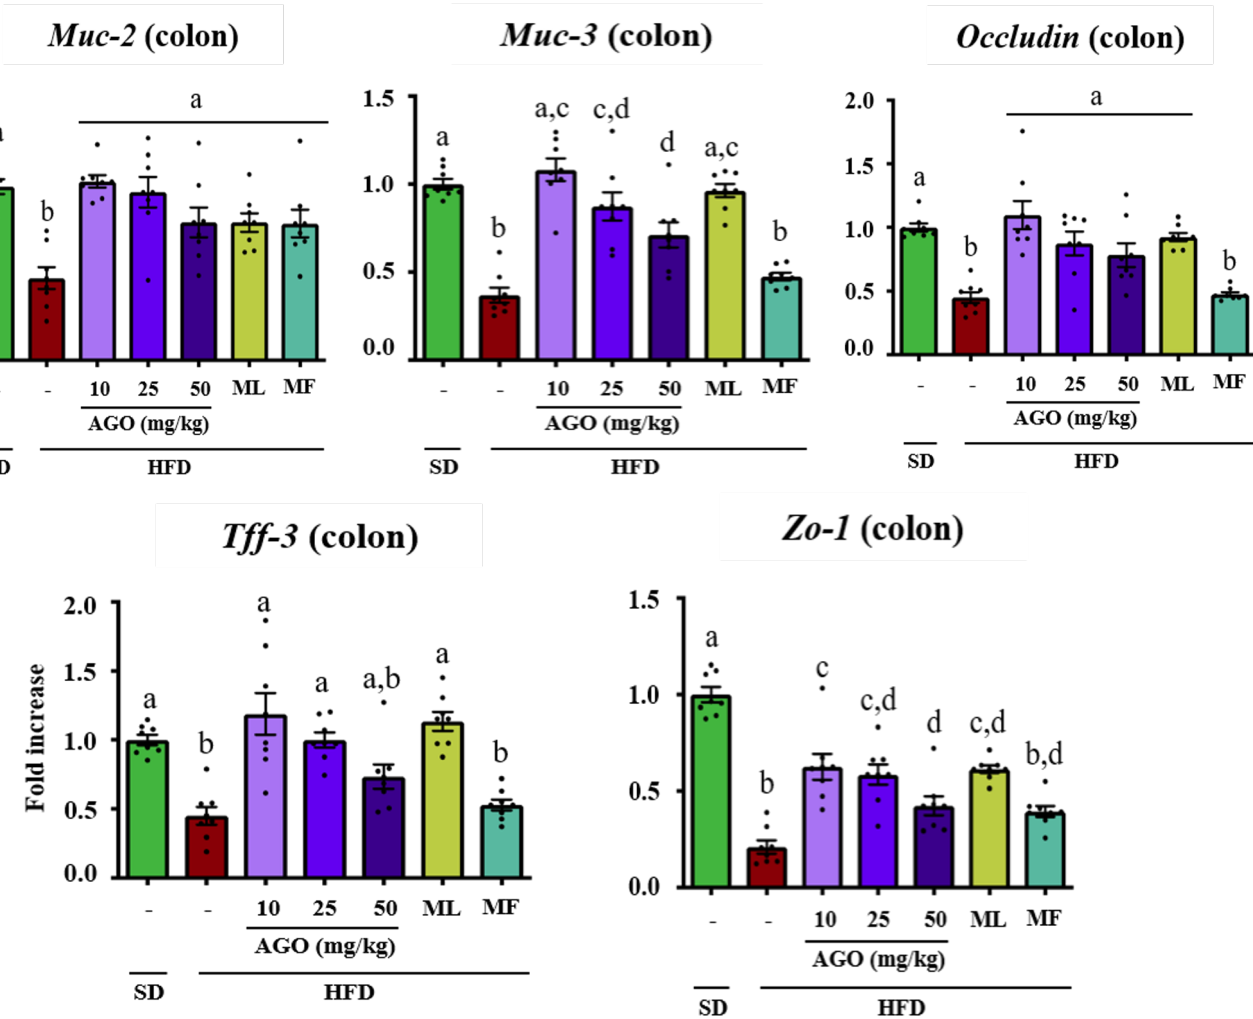 Muc-2 (colon)
a
b
- 10 25 50 ML MF
AGO (mg/kg)
D HFD
Muc-3 (colon)
1.5
1.0
0.5
0.0
a b a,c c,d d a,c b
- - 10 25 50 ML MF
AGO (mg/kg)
SD HFD
Occludin (colon)
2.0
1.5
1.0
0.5
0.0
a
a b b
- - 10 25 50 ML MF
AGO (mg/kg)
SD HFD
Tff-3 (colon)
Fold increase
2.0
1.5
1.0
0.5
0.0
a b a a a,b a b
- - 10 25 50 ML MF
AGO (mg/kg)
SD HFD
Zo-1 (colon)
1.5
1.0
0.5
0.0
a b c c,d d c,d b,d
- - 10 25 50 ML MF
AGO (mg/kg)
SD HFD